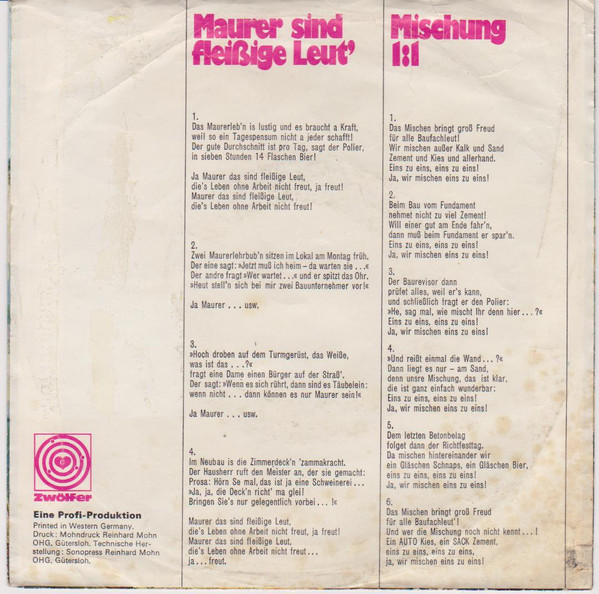 Maurer sind
fleißige Leut'
1.
Das Maurerleb'n is lustig und es braucht a Kraft,
weil so ein Tagespensum nicht a jeder schafft!
Der gute Durchschnitt ist pro Tag, sagt der Polier,
in sieben Stunden 14 Flaschen Bier!
Ja Maurer das sind fleißige Leut,
die's Leben ohne Arbeit nicht freut, ja freut!
Maurer das sind fleißige Leut,
die's Leben ohne Arbeit nicht freut!
2.
Zwei Maurerlehrbub'n sitzen im Lokal am Montag früh.
Der eine sagt: »Jetzt muß ich heim – da warten sie . . .«
Der andre fragt »Wer wartet . . .« und er spitzt das Ohr.
»Heut stell'n sich bei mir zwei Bauunternehmer vor!«
Ja Maurer . . . usw.
3.
»Hoch droben auf dem Turmgerüst, das Weiße,
was ist das . . .?«
fragt eine Dame einen Bürger auf der Straß'.
Der sagt: »Wenn es sich rührt, dann sind es Täubelein:
wenn nicht . . . dann können es nur Maurer sein!«
Ja Maurer . . . usw.
4.
Im Neubau is die Zimmerdeck'n 'zammakracht.
Der Hausherr ruft den Meister an, der sie gemacht:
Prosa: Hörn Se mal, das ist ja eine Schweinerei . . .
»Ja, ja, die Deck'n richt' ma glei!
Bringen Sie's nur gelegentlich vorbei . . . !«
Maurer das sind fleißige Leut,
die's Leben ohne Arbeit nicht freut, ja freut!
Maurer das sind fleißige Leut,
die's Leben ohne Arbeit nicht freut . . .
ja . . . freut.
Mischung
1:1
1.
Das Mischen bringt groß Freud
für alle Baufachleut!
Wir mischen außer Kalk und Sand
Zement und Kies und allerhand.
Eins zu eins, eins zu eins!
Ja, wir mischen eins zu eins!
2.
Beim Bau vom Fundament
nehmet nicht zu viel Zement!
Will einer gut am Ende fahr'n,
dann muß beim Fundament er spar'n.
Eins zu eins, eins zu eins!
Ja, wir mischen eins zu eins!
3.
Der Baurevisor dann
prüfet alles, weil er's kann,
und schließlich fragt er den Polier:
»He, sag mal, wie mischt Ihr denn hier . . . ?«
Eins zu eins, eins zu eins,
Ja, wir mischen eins zu eins!
4.
»Und reißt einmal die Wand . . . ?«
Dann liegt es nur – am Sand,
denn unsre Mischung, das ist klar,
die ist ganz einfach wunderbar:
Eins zu eins, eins zu eins,
Ja, wir mischen eins zu eins!
5.
Dem letzten Betonbelag
folget dann der Richtfesttag.
Da mischen hintereinander wir
ein Gläschen Schnaps, ein Gläschen Bier,
eins zu eins, eins zu eins!
Ja, wir mischen eins zu eins!
6.
Das Mischen bringt groß Freud
für alle Baufachleut'!
Und wer die Mischung noch nicht kennt . . . !
Ein AUTO Kies, ein SACK Zement.
eins zu eins, eins zu eins,
ja, wir mischen eins zu eins!
Zwölfer
Eine Profi-Produktion
Printed in Western Germany.
Druck: Mohndruck Reinhard Mohn
OHG, Gütersloh. Technische Her-
stellung: Sonopress Reinhard Mohn
OHG, Gütersloh.